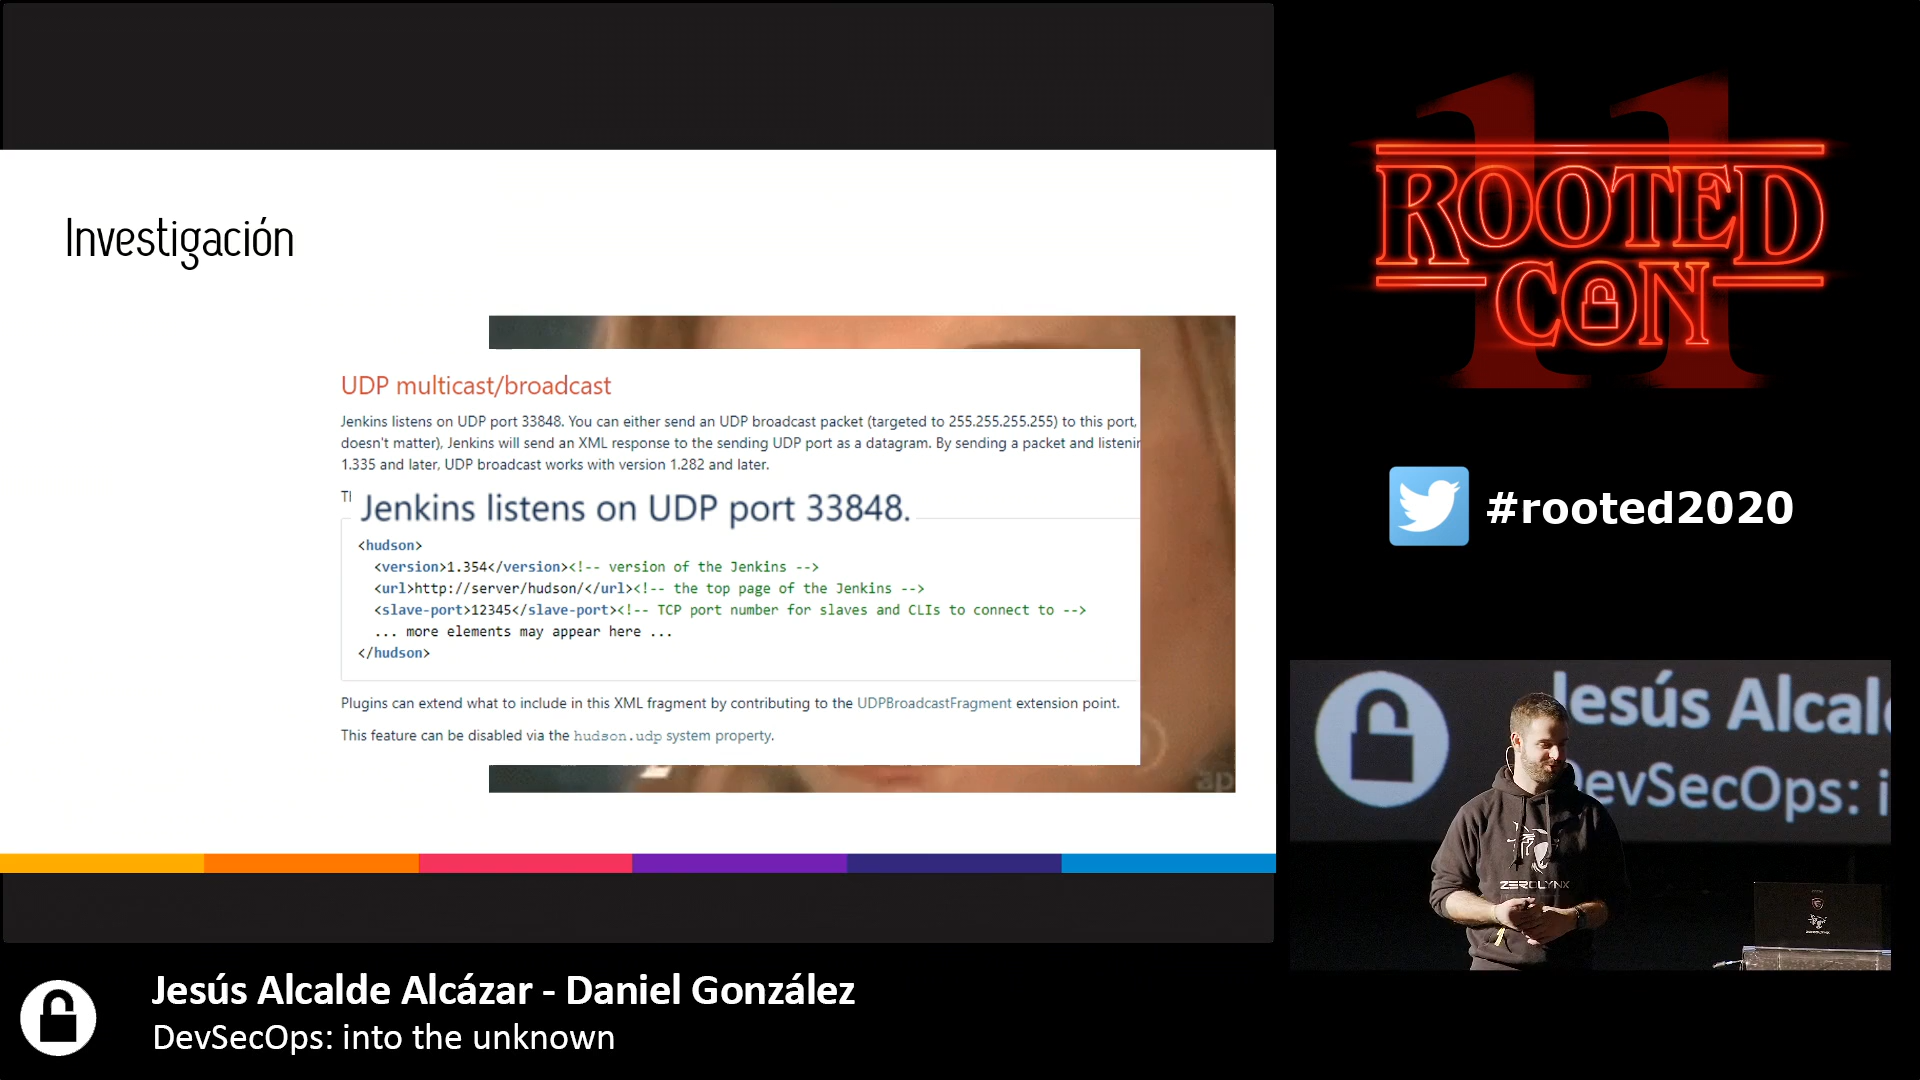 Investigación
UDP multicast/broadcast
Jenkins listens on UDP port 33848. You can either send an UDP broadcast packet (targeted to 255.255.255.255) to this port,
doesn't matter), Jenkins will send an XML response to the sending UDP port as a datagram. By sending a packet and listenin
1.335 and later, UDP broadcast works with version 1.282 and later.
Jenkins listens on UDP port 33848.
<hudson>
<version>1.354</version><!-- version of the Jenkins -->
<url>http://server/hudson/</url><!-- the top page of the Jenkins -->
<slave-port>12345</slave-port><!-- TCP port number for slaves and CLIs to connect to -->
... more elements may appear here ...
</hudson>
Plugins can extend what to include in this XML fragment by contributing to the UDPBroadcastFragment extension point.
This feature can be disabled via the hudson.udp system property.
ap
11
ROOTED
CON
#rooted2020
Jesús Alcalde
DevSecOps: i
ZEROLYNX
Jesús Alcalde Alcázar - Daniel González
DevSecOps: into the unknown